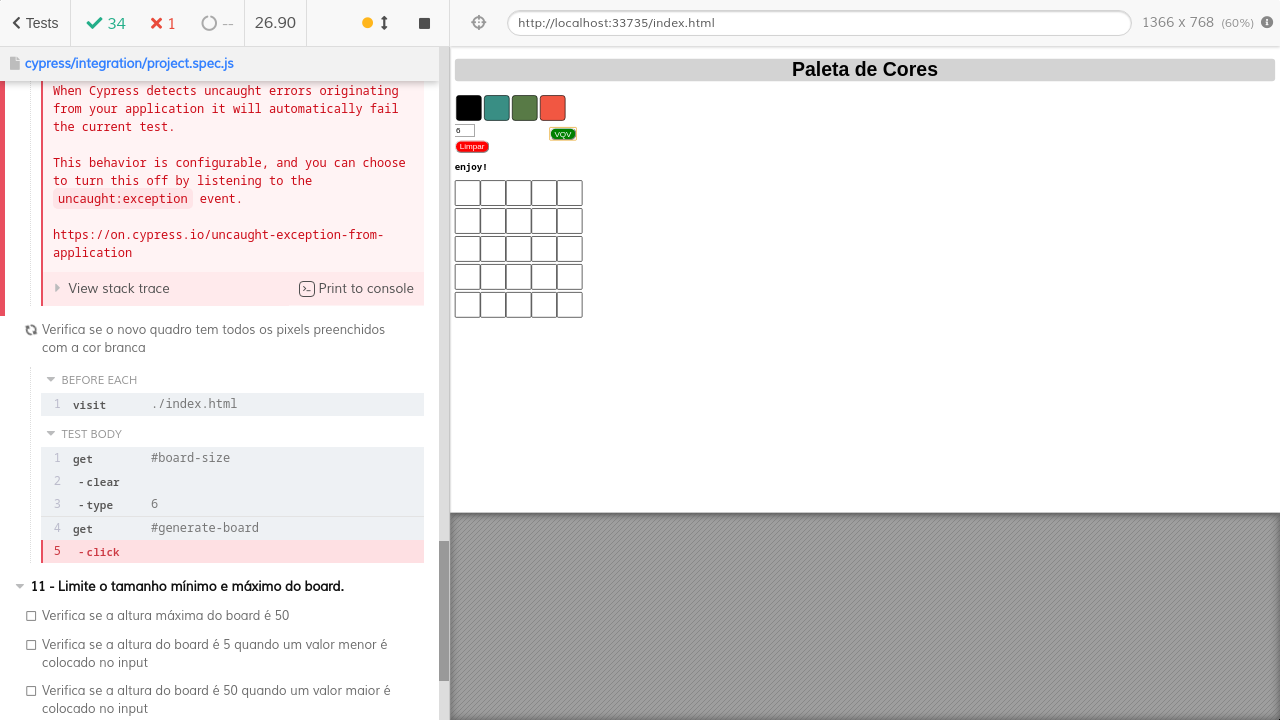 Tests
34
1
--
26.90
http://localhost:33735/index.html
1366 x 768 (60%)
cypress/integration/project.spec.js
When Cypress detects uncaught errors originating
from your application it will automatically fail
the current test.
This behavior is configurable, and you can choose
to turn this off by listening to the
uncaught:exception event.
https://on.cypress.io/uncaught-exception-from-
application
View stack trace
Print to console
Verifica se o novo quadro tem todos os pixels preenchidos
com a cor branca
BEFORE EACH
1 visit ./index.html
TEST BODY
1 get #board-size
2 -clear
3 -type 6
4 get #generate-board
5 -click
11 - Limite o tamanho mínimo e máximo do board.
Verifica se a altura máxima do board é 50
Verifica se a altura do board é 5 quando um valor menor é
colocado no input
Verifica se a altura do board é 50 quando um valor maior é
colocado no input
Paleta de Cores
6
VQV
Limpar
enjoy!